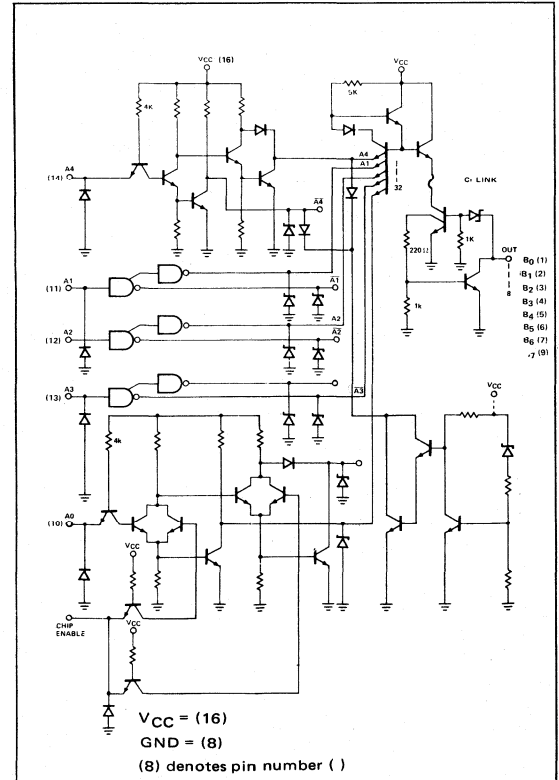 VCC (16)
VCC
4K
5K
A4
(14)
A4
A1
32
Cr LINK
A4
220Ω
1K
OUT
8
1k
B0 (1)
B1 (2)
B2 (3)
B3 (4)
B4 (5)
B5 (6)
B6 (7)
,7 (9)
A1
(11)
A1
A2
(12)
A2
A2
A3
(13)
A3
VCC
4k
A0
(10)
VCC
VCC
CHIP
ENABLE
VCC = (16)
GND = (8)
(8) denotes pin number ( )